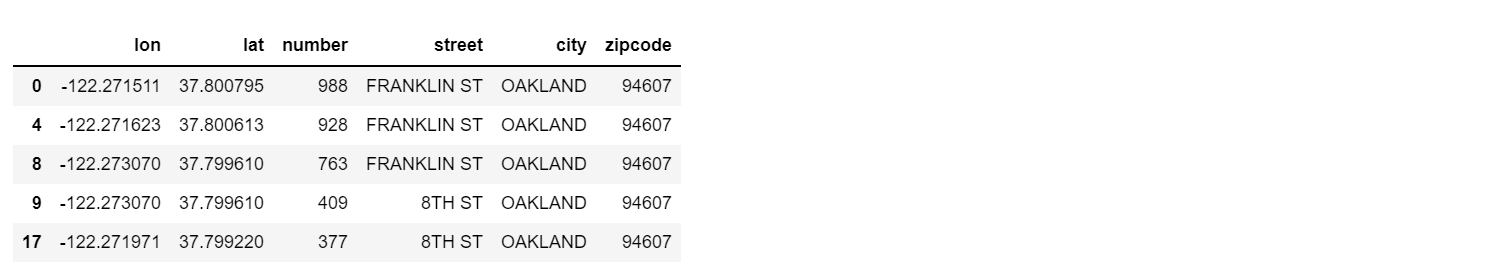 lon lat number street city zipcode
0 -122.271511 37.800795 988 FRANKLIN ST OAKLAND 94607
4 -122.271623 37.800613 928 FRANKLIN ST OAKLAND 94607
8 -122.273070 37.799610 763 FRANKLIN ST OAKLAND 94607
9 -122.273070 37.799610 409 8TH ST OAKLAND 94607
17 -122.271971 37.799220 377 8TH ST OAKLAND 94607